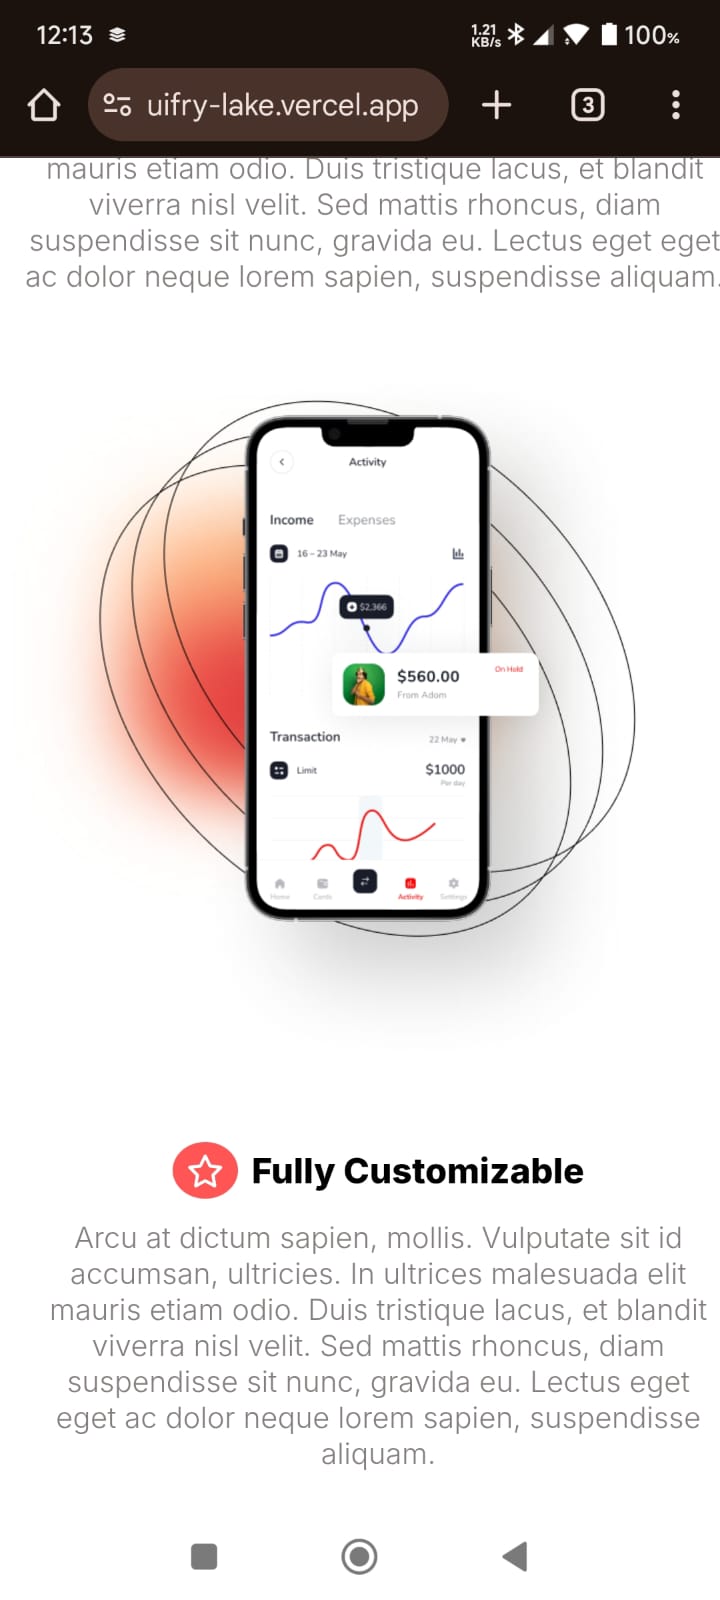 12:13
1.21
KB/s
100%
uifry-lake.vercel.app
3
mauris etiam odio. Duis tristique lacus, et blandit
viverra nisl velit. Sed mattis rhoncus, diam
suspendisse sit nunc, gravida eu. Lectus eget eget
ac dolor neque lorem sapien, suspendisse aliquam.
Activity
Income Expenses
16 – 23 May
$2,366
$560.00
On Hold
From Adom
Transaction
22 May
Limit
$1000
Per day
Home Cards Activity Settings
Fully Customizable
Arcu at dictum sapien, mollis. Vulputate sit id
accumsan, ultricies. In ultrices malesuada elit
mauris etiam odio. Duis tristique lacus, et blandit
viverra nisl velit. Sed mattis rhoncus, diam
suspendisse sit nunc, gravida eu. Lectus eget
eget ac dolor neque lorem sapien, suspendisse
aliquam.